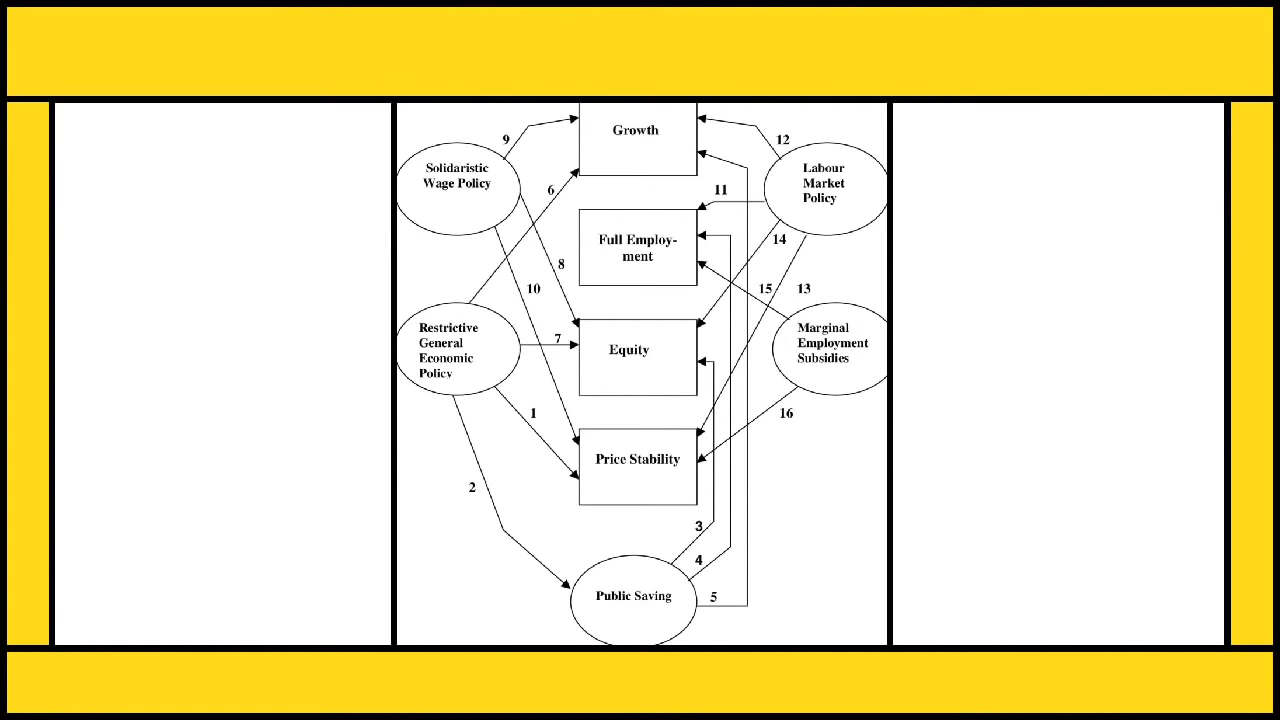 Growth
9
12
Solidaristic
Wage Policy
Labour
Market
Policy
6
11
Full Employ-
ment
14
8
10
15
13
Restrictive
General
Economic
Policy
7
Equity
Marginal
Employment
Subsidies
1
16
Price Stability
2
3
4
Public Saving
5